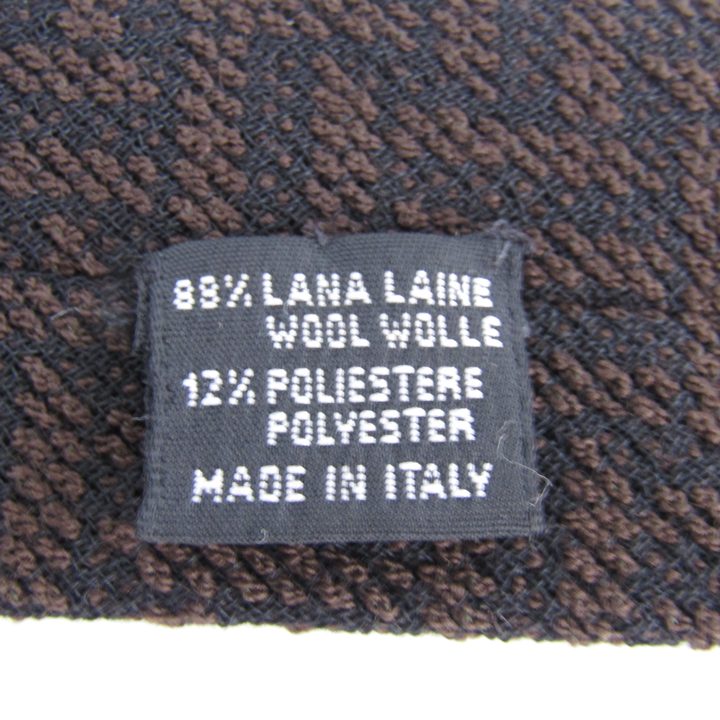 88% LANA LAINE
WOOL WOLLE
12% POLIESTERE
POLYESTER
MADE IN ITALY